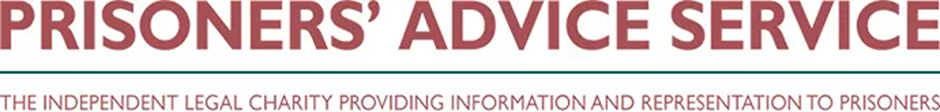 PRISONERS’ ADVICE SERVICE
THE INDEPENDENT LEGAL CHARITY PROVIDING INFORMATION AND REPRESENTATION TO PRISONERS